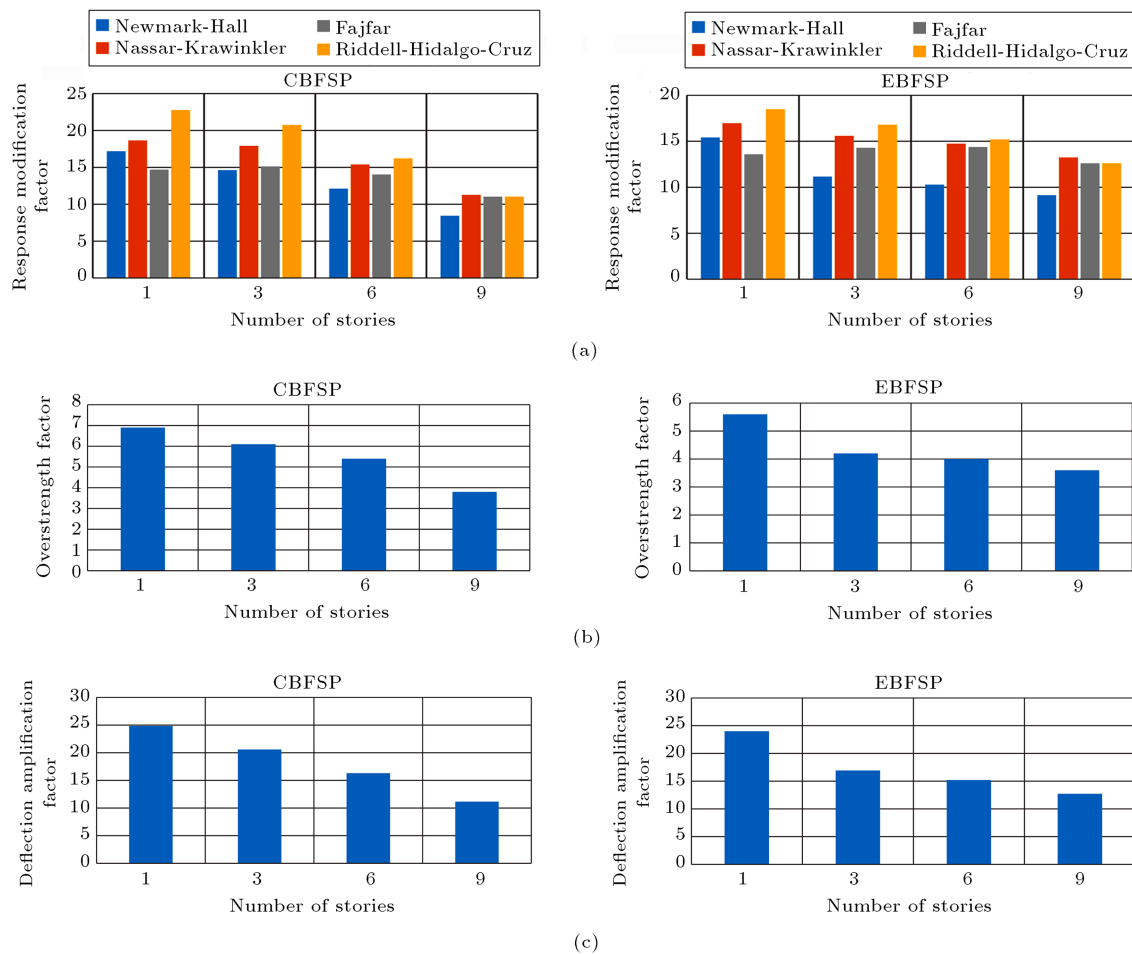 Newmark-Hall Fajfar
Nassar-Krawinkler Riddell-Hidalgo-Cruz
CBFSP
Response modification
factor
25
20
15
10
5
0
1 3 6 9
Number of stories
Newmark-Hall Fajfar
Nassar-Krawinkler Riddell-Hidalgo-Cruz
EBFSP
Response modification
factor
20
15
10
5
0
1 3 6 9
Number of stories
(a)
CBFSP
Overstrength factor
8
7
6
5
4
3
2
1
0
1 3 6 9
Number of stories
EBFSP
Overstrength factor
6
5
4
3
2
1
0
1 3 6 9
Number of stories
(b)
CBFSP
Deflection amplification
factor
30
25
20
15
10
5
0
1 3 6 9
Number of stories
EBFSP
Deflection amplification
factor
30
25
20
15
10
5
0
1 3 6 9
Number of stories
(c)